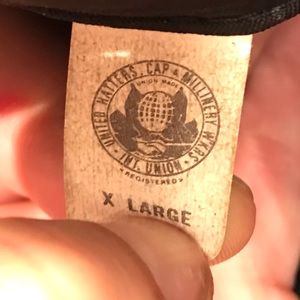 UNITED HATTERS, CAP & MILLINERY WKRS.
UNION MADE
INT. UNION
REGISTERED
X LARGE